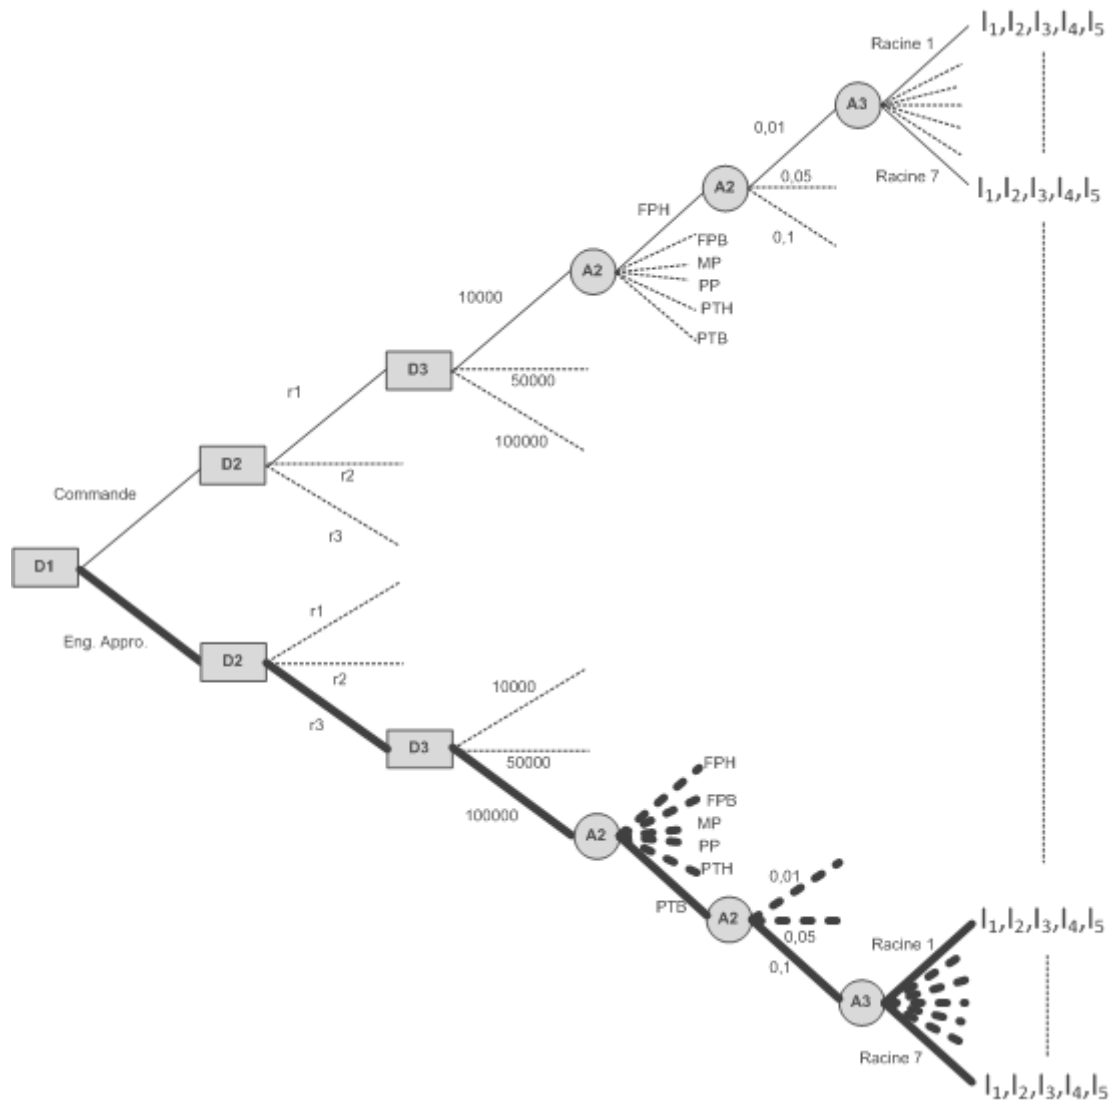 Racine 1
I₁,I₂,I₃,I₄,I₅
A3
0,01
Racine 7
I₁,I₂,I₃,I₄,I₅
A2
0,05
FPH
0,1
FPB
A2
MP
PP
10000
PTH
PTB
D3
50000
r1
100000
D2
r2
Commande
r3
D1
r1
Eng. Appro.
D2
r2
10000
r3
D3
50000
FPH
100000
FPB
A2
MP
PP
PTH
0,01
PTB
A2
0,05
Racine 1
I₁,I₂,I₃,I₄,I₅
0,1
A3
Racine 7
I₁,I₂,I₃,I₄,I₅